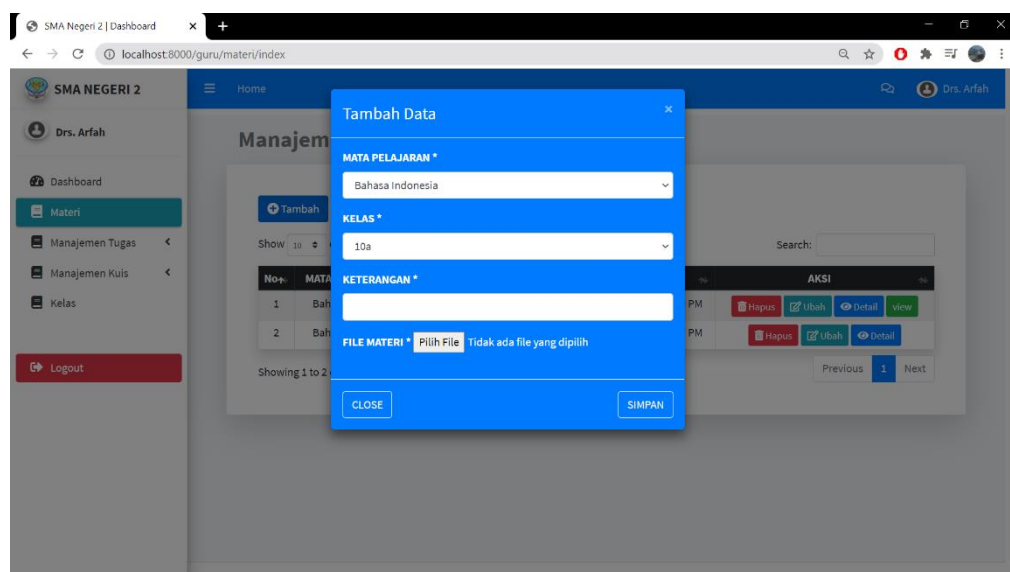 SMA Negeri 2 | Dashboard
localhost:8000/guru/materi/index
SMA NEGERI 2
Home
Drs. Arfah
Drs. Arfah
Dashboard
Materi
Manajemen Tugas
Manajemen Kuis
Kelas
Logout
Manajem
Tambah
Show 10
Search:
No MATA AKSI
1 Bah PM Hapus Ubah Detail view
2 Bah PM Hapus Ubah Detail
Showing 1 to 2
Previous 1 Next
Tambah Data ×
MATA PELAJARAN *
Bahasa Indonesia
KELAS *
10a
KETERANGAN *
FILE MATERI * Pilih File Tidak ada file yang dipilih
CLOSE SIMPAN